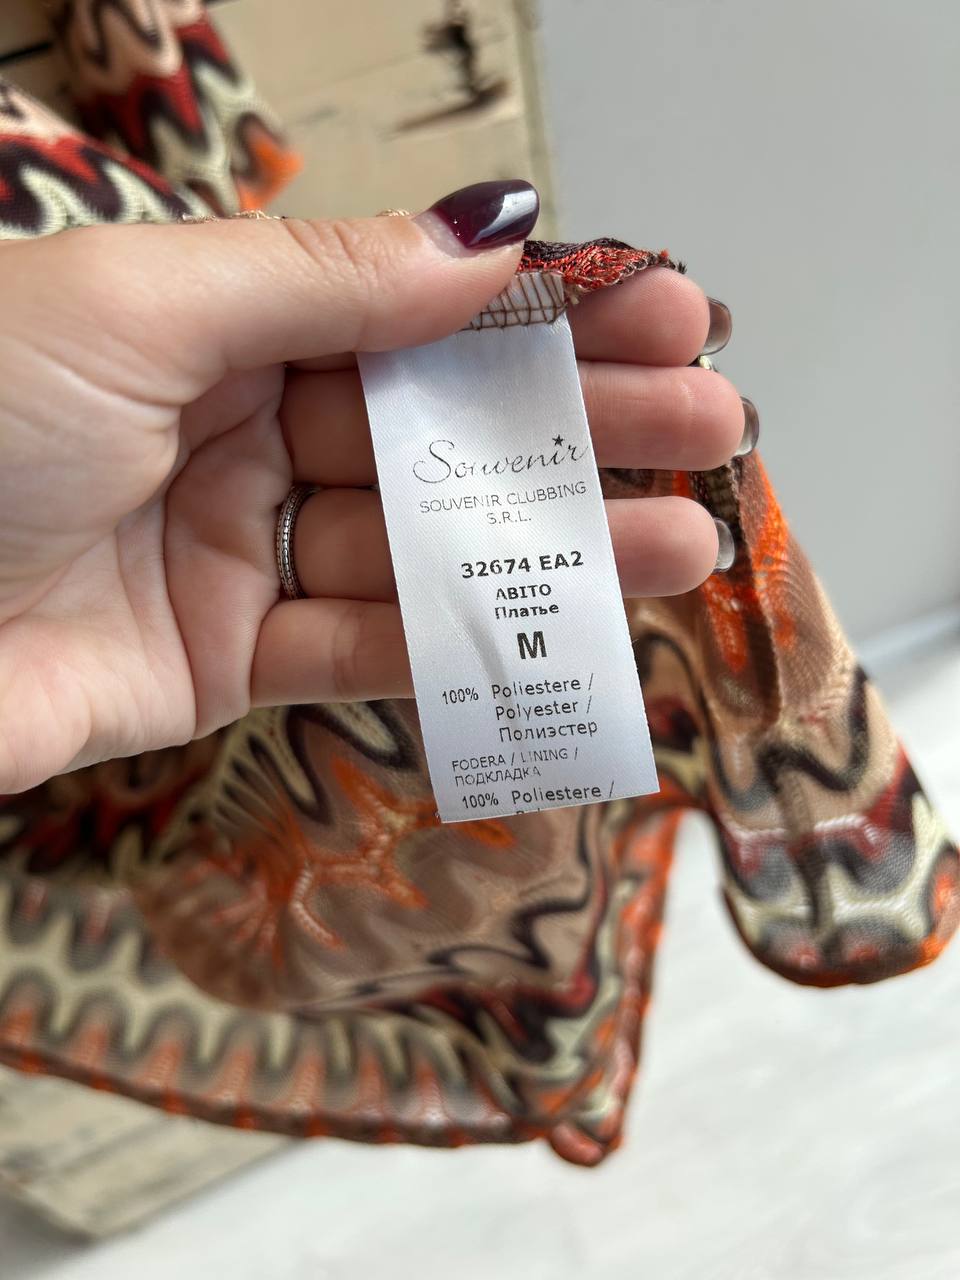 Souvenir
SOUVENIR CLUBBING
S.R.L.
32674 EA2
ABITO
Платье
M
100% Poliestere /
Polyester /
Полиэстер
FODERA / LINING /
ПОДКЛАДКА
100% Poliestere /